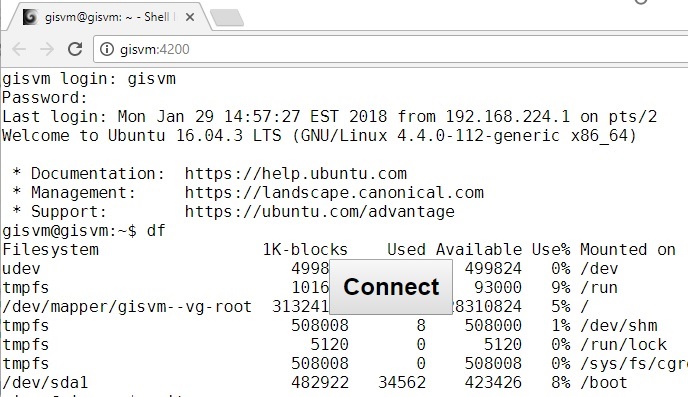 gisvm@gisvm: ~ - Shell
gisvm:4200
gisvm login: gisvm
Password:
Last login: Mon Jan 29 14:57:27 EST 2018 from 192.168.224.1 on pts/2
Welcome to Ubuntu 16.04.3 LTS (GNU/Linux 4.4.0-112-generic x86_64)
* Documentation: https://help.ubuntu.com
* Management: https://landscape.canonical.com
* Support: https://ubuntu.com/advantage
gisvm@gisvm:~$ df
Filesystem 1K-blocks Used Available Use% Mounted on
udev 4998 499824 0% /dev
tmpfs 1016 93000 9% /run
Connect
/dev/mapper/gisvm--vg-root 313241 8310824 5% /
tmpfs 508008 8 508000 1% /dev/shm
tmpfs 5120 0 5120 0% /run/lock
tmpfs 508008 0 508008 0% /sys/fs/cgr
/dev/sda1 482922 34562 423426 8% /boot